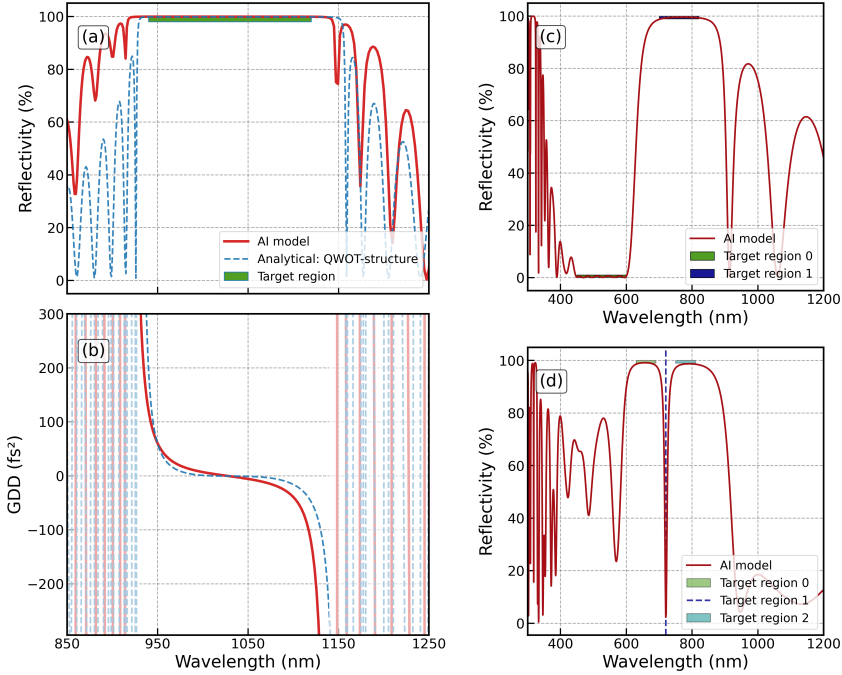 (a)
Reflectivity (%)
100
80
60
40
20
0
AI model
Analytical: QWOT-structure
Target region
(b)
GDD (fs²)
300
200
100
0
−100
−200
850
950
1050
1150
1250
Wavelength (nm)
(c)
Reflectivity (%)
100
80
60
40
20
0
AI model
Target region 0
Target region 1
400
600
800
1000
1200
Wavelength (nm)
(d)
Reflectivity (%)
100
80
60
40
20
0
AI model
Target region 0
Target region 1
Target region 2
400
600
800
1000
1200
Wavelength (nm)